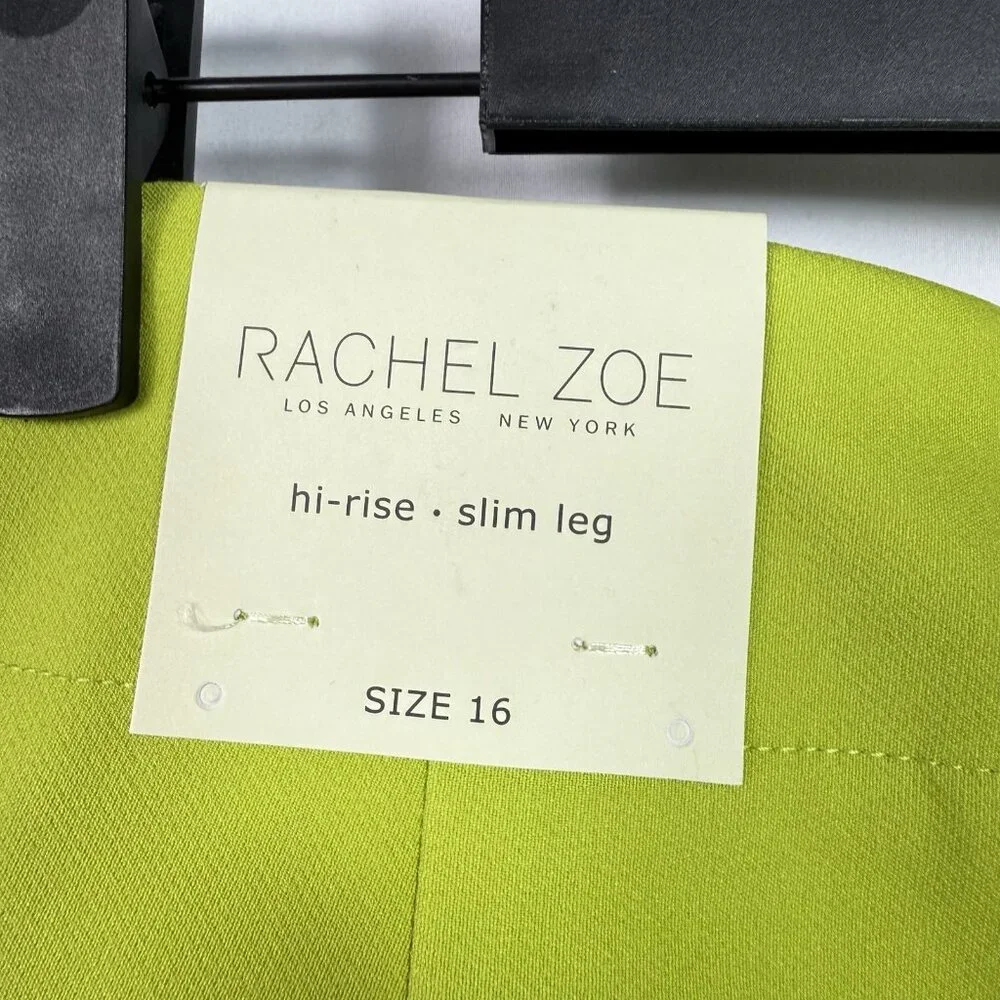 RACHEL ZOE
LOS ANGELES NEW YORK
hi-rise · slim leg
SIZE 16